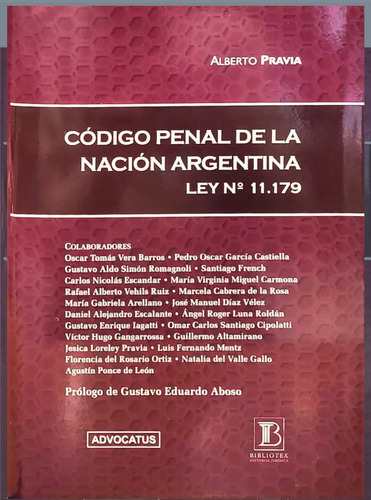 ALBERTO PRAVIA
CÓDIGO PENAL DE LA
NACIÓN ARGENTINA
LEY Nº 11.179
COLABORADORES
Oscar Tomás Vera Barros • Pedro Oscar García Castiella
Gustavo Aldo Simón Romagnoli • Santiago French
Carlos Nicolás Escandar • María Virginia Miguel Carmona
Rafael Alberto Vehils Ruiz • Marcela Cabrera de la Rosa
María Gabriela Arellano • José Manuel Díaz Vélez
Daniel Alejandro Escalante • Ángel Roger Luna Roldán
Gustavo Enrique Iagatti • Omar Carlos Santiago Cipolatti
Víctor Hugo Gangarrossa • Guillermo Altamirano
Jesica Loreley Pravia • Luis Fernando Mentz
Florencia del Rosario Ortiz • Natalia del Valle Gallo
Agustín Ponce de León
Prólogo de Gustavo Eduardo Aboso
ADVOCATUS
B
BIBLIOTEX
EDITORIAL JURÍDICA